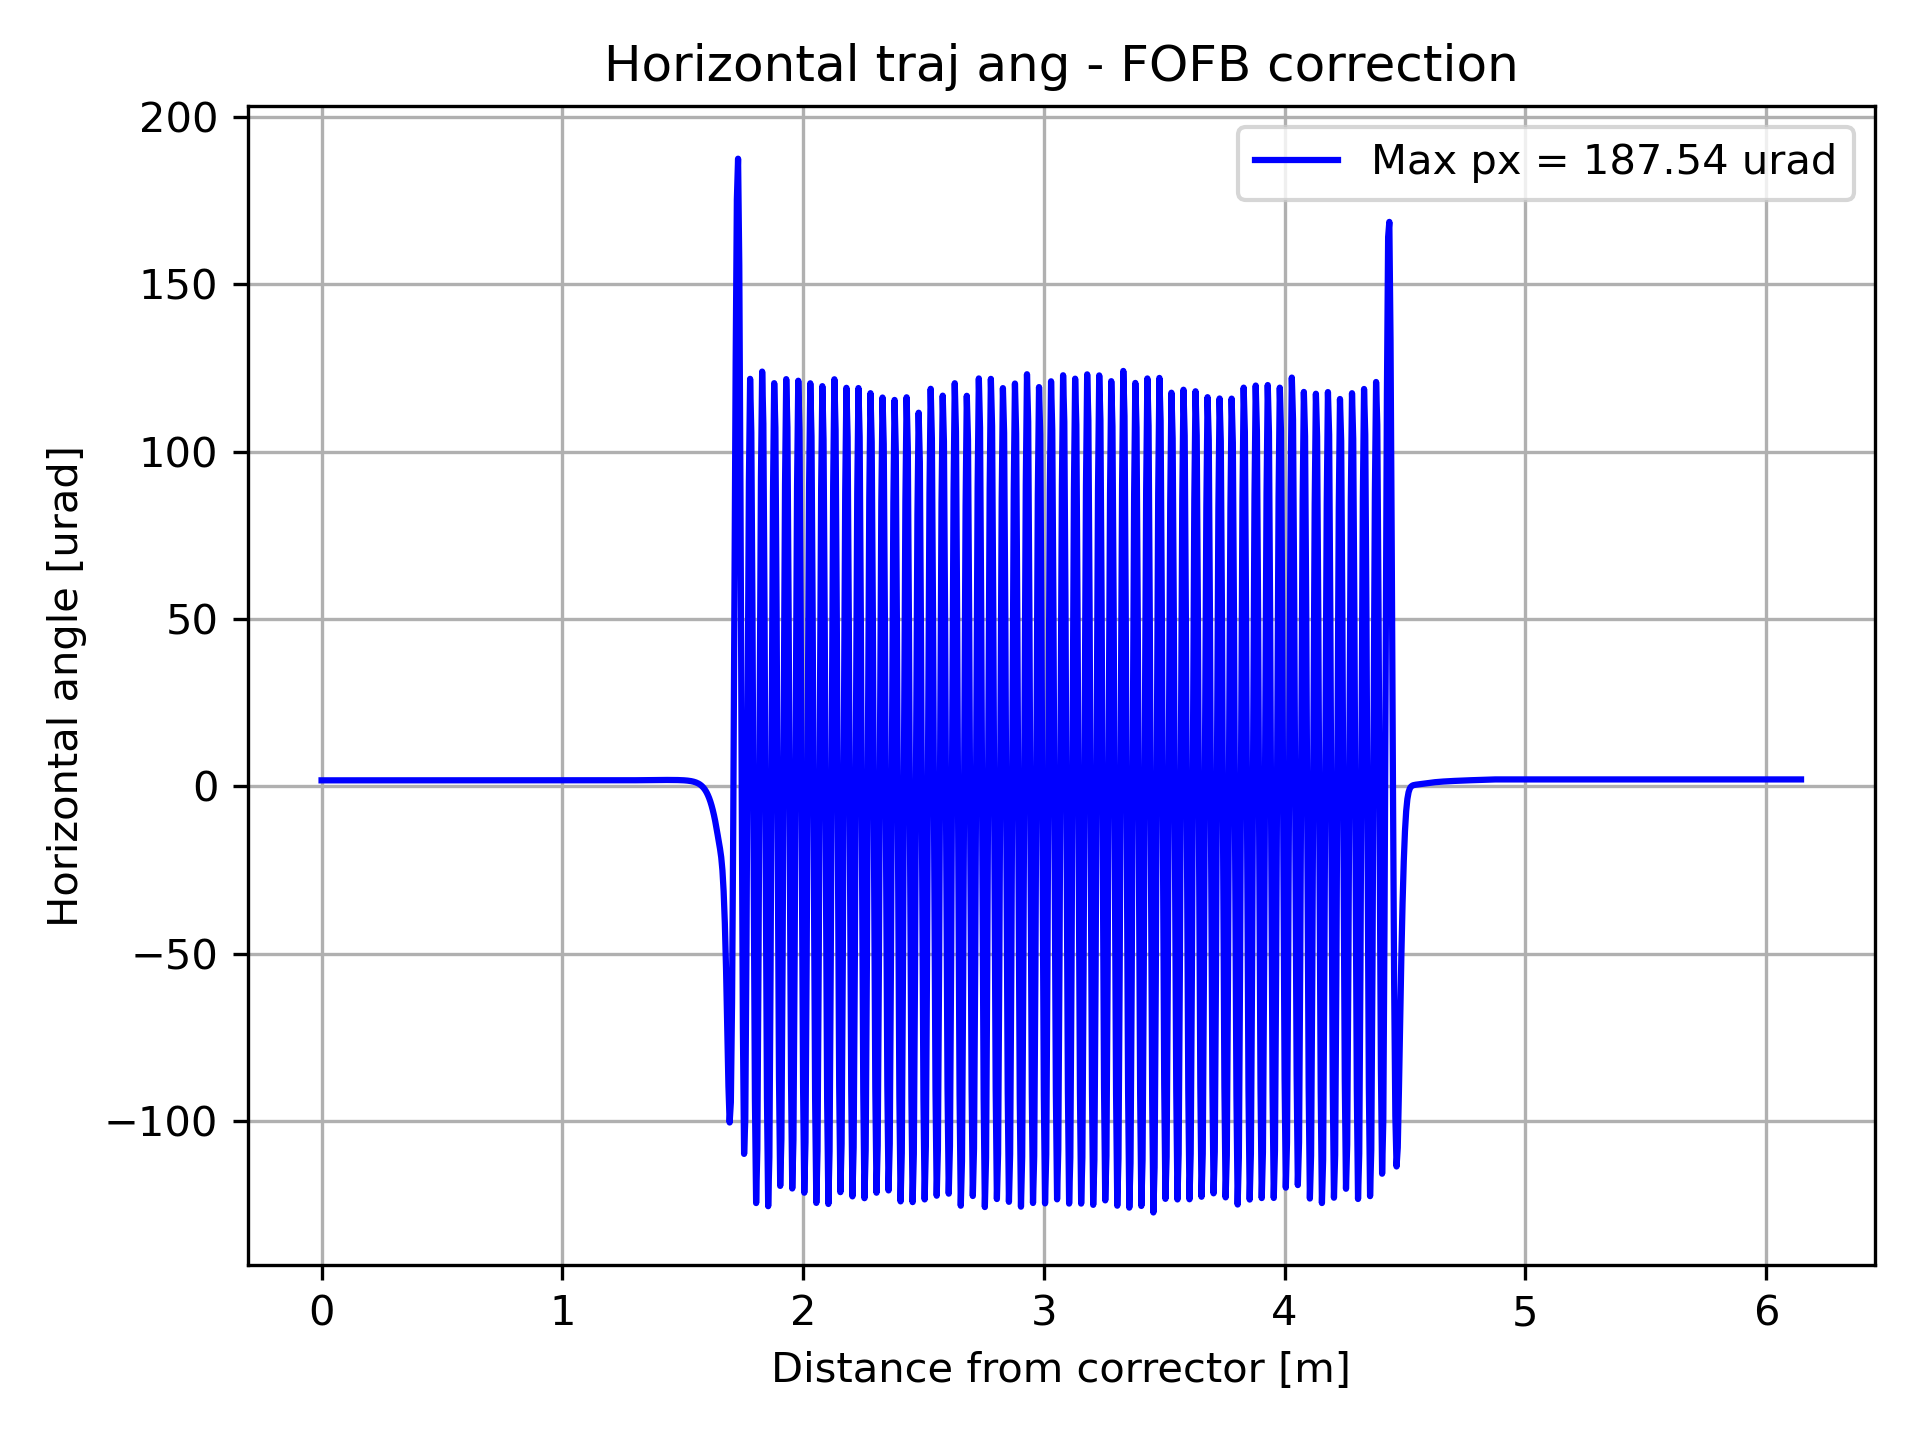 Horizontal traj ang - FOFB correction
Max px = 187.54 urad
Horizontal angle [urad]
200
150
100
50
0
−50
−100
0 1 2 3 4 5 6
Distance from corrector [m]